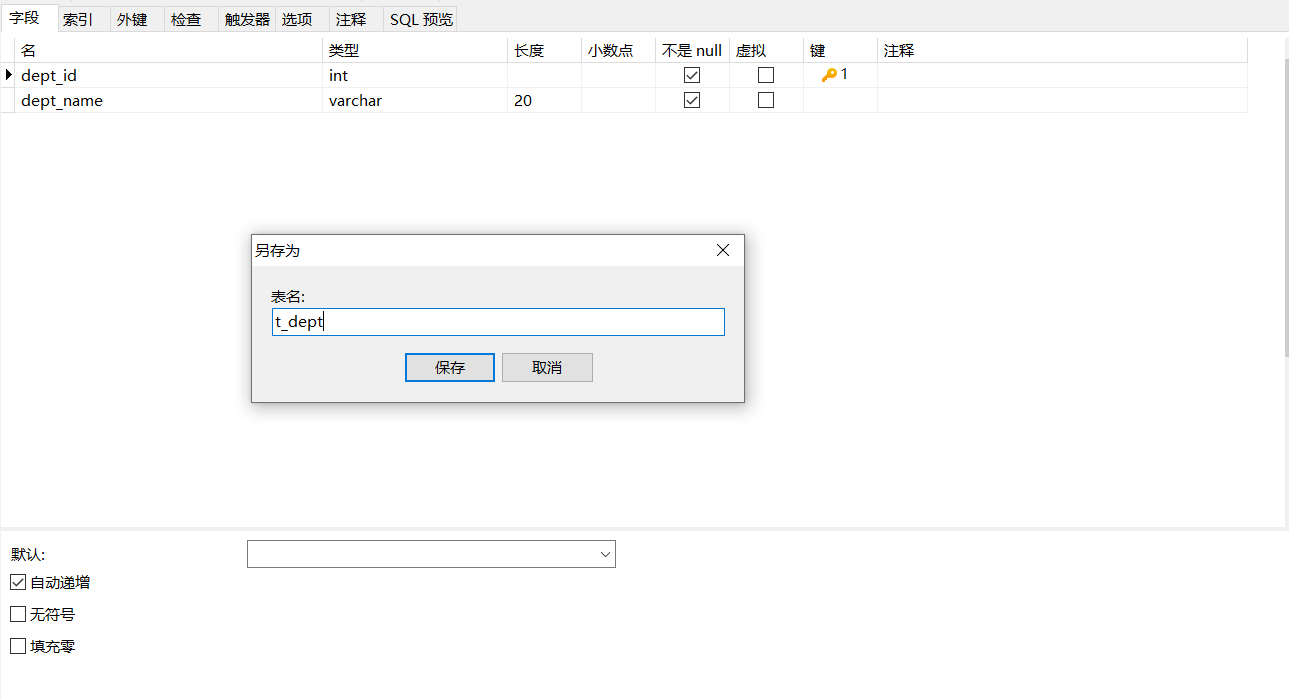 字段 索引 外键 检查 触发器 选项 注释 SQL 预览
名 类型 长度 小数点 不是 null 虚拟 键 注释
dept_id int 1
dept_name varchar 20
另存为
表名:
t_dept
保存 取消
默认:
自动递增
无符号
填充零